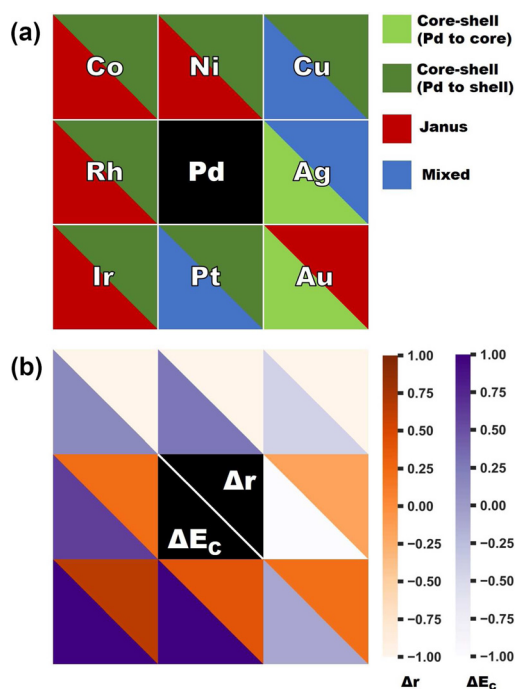 (a)
Co Ni Cu
Rh Pd Ag
Ir Pt Au
Core-shell
(Pd to core)
Core-shell
(Pd to shell)
Janus
Mixed
(b)
Δr
ΔEC
1.00 1.00
0.75 0.75
0.50 0.50
0.25 0.25
0.00 0.00
−0.25 −0.25
−0.50 −0.50
−0.75 −0.75
−1.00 −1.00
Δr ΔEC